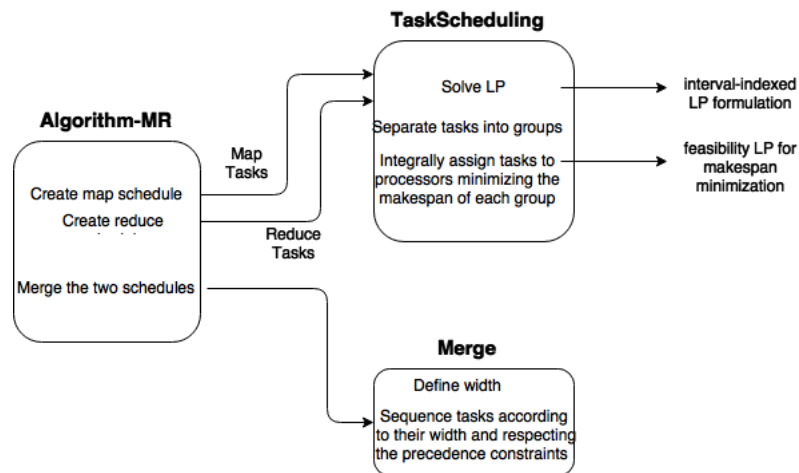 TaskScheduling
Solve LP
Separate tasks into groups
Integrally assign tasks to
processors minimizing the
makespan of each group
interval-indexed
LP formulation
feasibility LP for
makespan
minimization
Algorithm-MR
Create map schedule
Create reduce
Merge the two schedules
Map
Tasks
Reduce
Tasks
Merge
Define width
Sequence tasks according
to their width and respecting
the precedence constraints